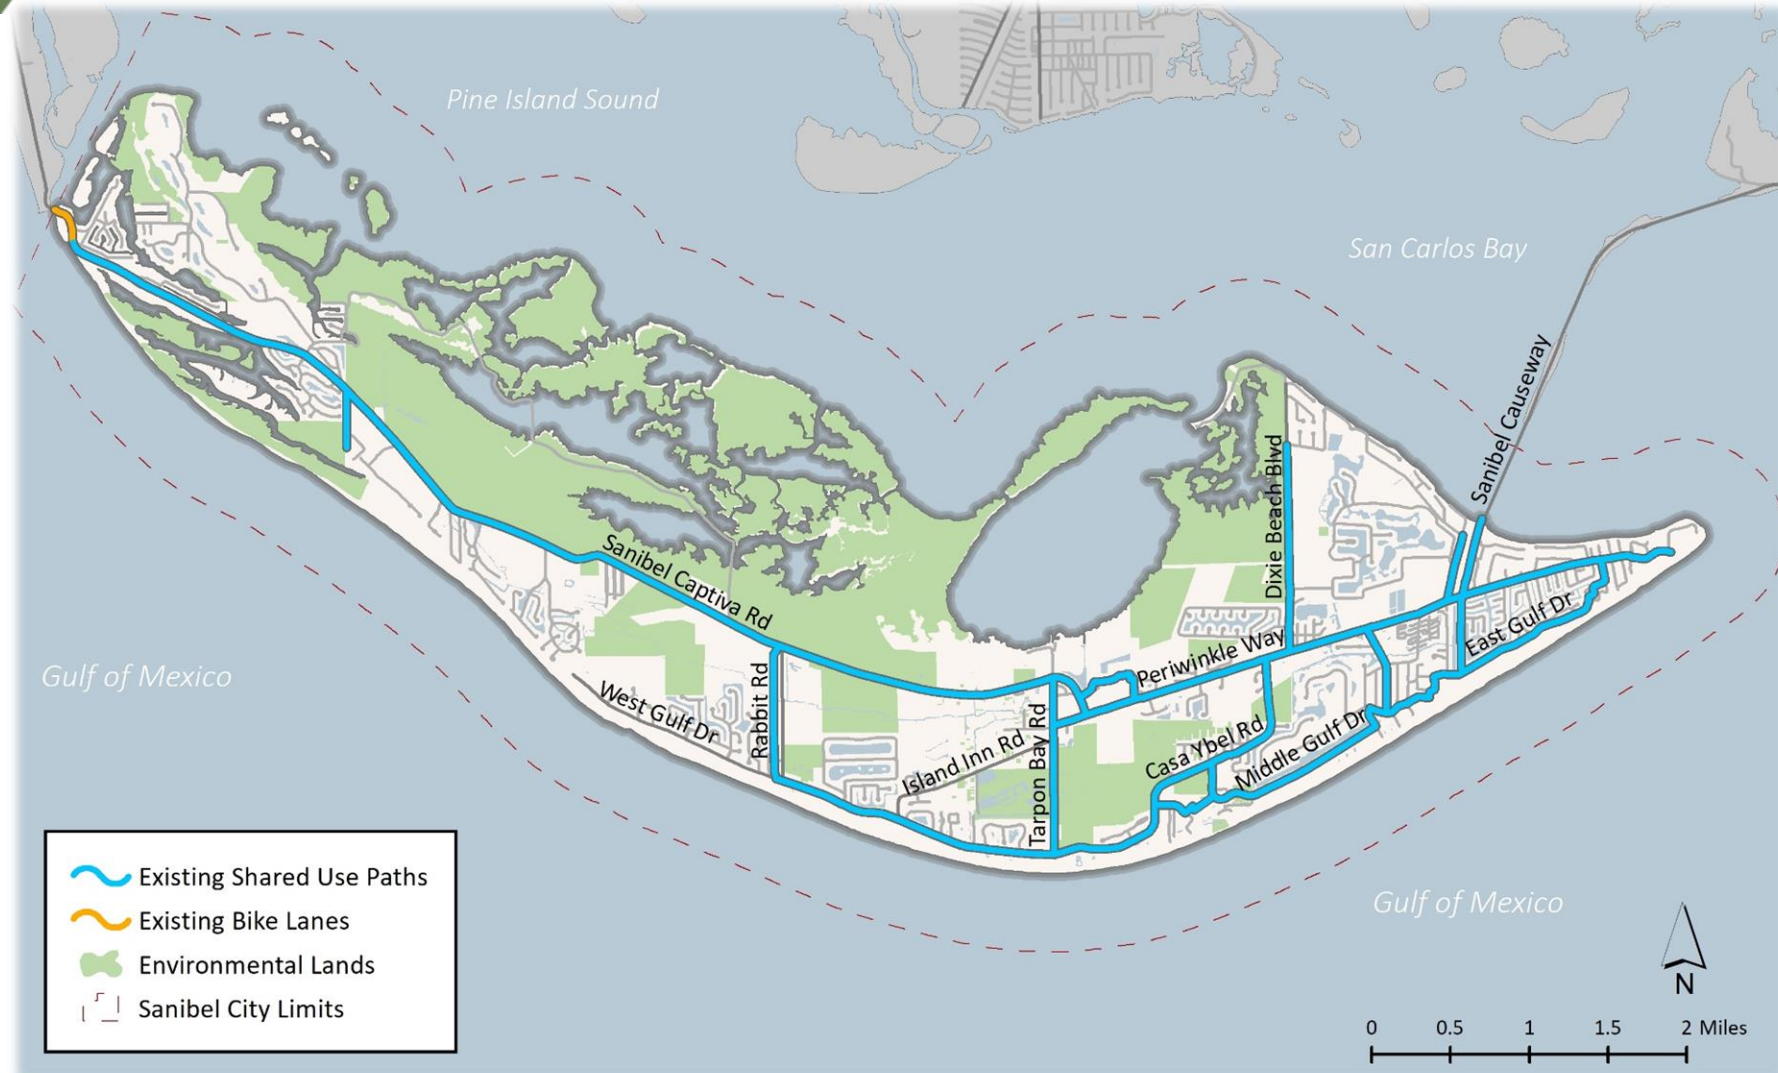 Pine Island Sound
San Carlos Bay
Sanibel Causeway
Dixie Beach Blvd
Sanibel Captiva Rd
East Gulf Dr
Periwinkle Way
Gulf of Mexico
West Gulf Dr
Rabbit Rd
Island Inn Rd
Tarpon Bay Rd
Casa Ybel Rd
Middle Gulf Dr
Existing Shared Use Paths
Existing Bike Lanes
Environmental Lands
Sanibel City Limits
Gulf of Mexico
N
0 0.5 1 1.5 2 Miles